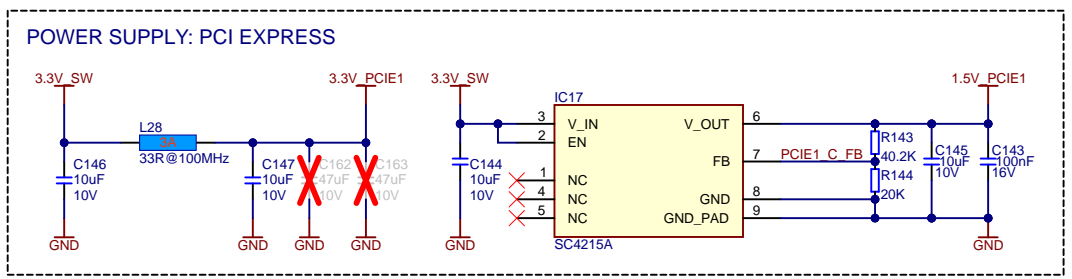 POWER SUPPLY: PCI EXPRESS
3.3V_SW
3.3V_PCIE1
L28
3A
33R@100MHz
C146
10uF
10V
C147
10uF
10V
C162
47uF
10V
C163
47uF
10V
GND
GND
GND
GND
3.3V_SW
1.5V_PCIE1
IC17
3
V_IN
2
EN
1
NC
4
NC
5
NC
V_OUT
6
FB
7
PCIE1_C_FB
GND
8
GND_PAD
9
SC4215A
C144
10uF
10V
R143
40.2K
R144
20K
C145
10uF
10V
C143
100nF
16V
GND
GND